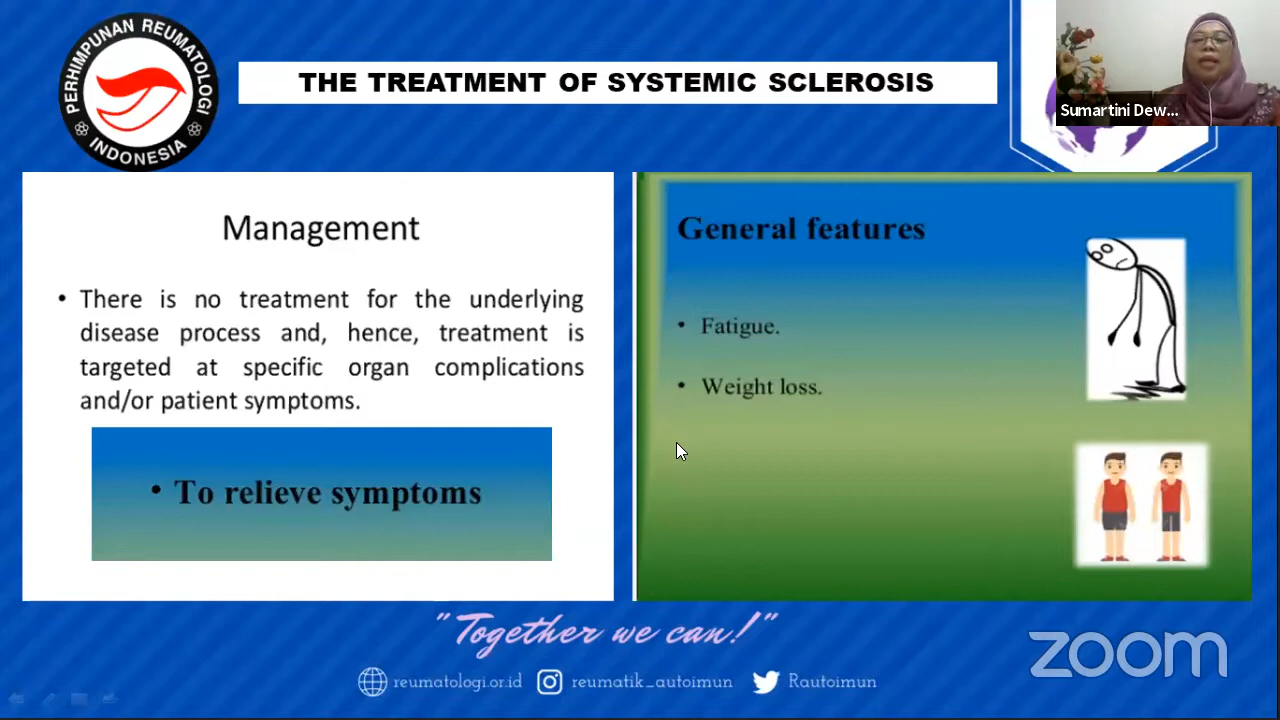 PERHIMPUNAN REUMATOLOGI
INDONESIA
THE TREATMENT OF SYSTEMIC SCLEROSIS
Sumartini Dew...
Management
• There is no treatment for the underlying
disease process and, hence, treatment is
targeted at specific organ complications
and/or patient symptoms.
• To relieve symptoms
General features
• Fatigue.
• Weight loss.
"Together we can!"
zoom
reumatologi.or.id
reumatik_autoimun
Rautoimun